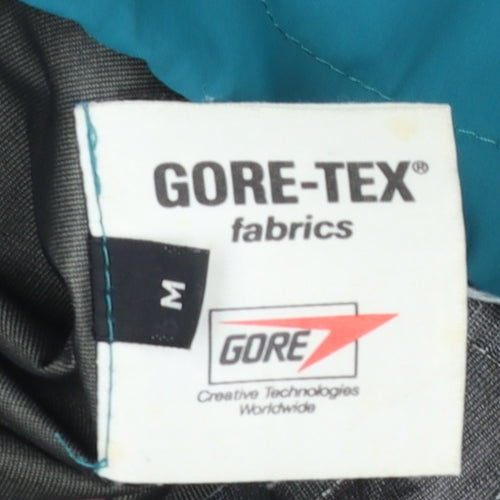 GORE-TEX®
fabrics
M
GORE
Creative Technologies
Worldwide